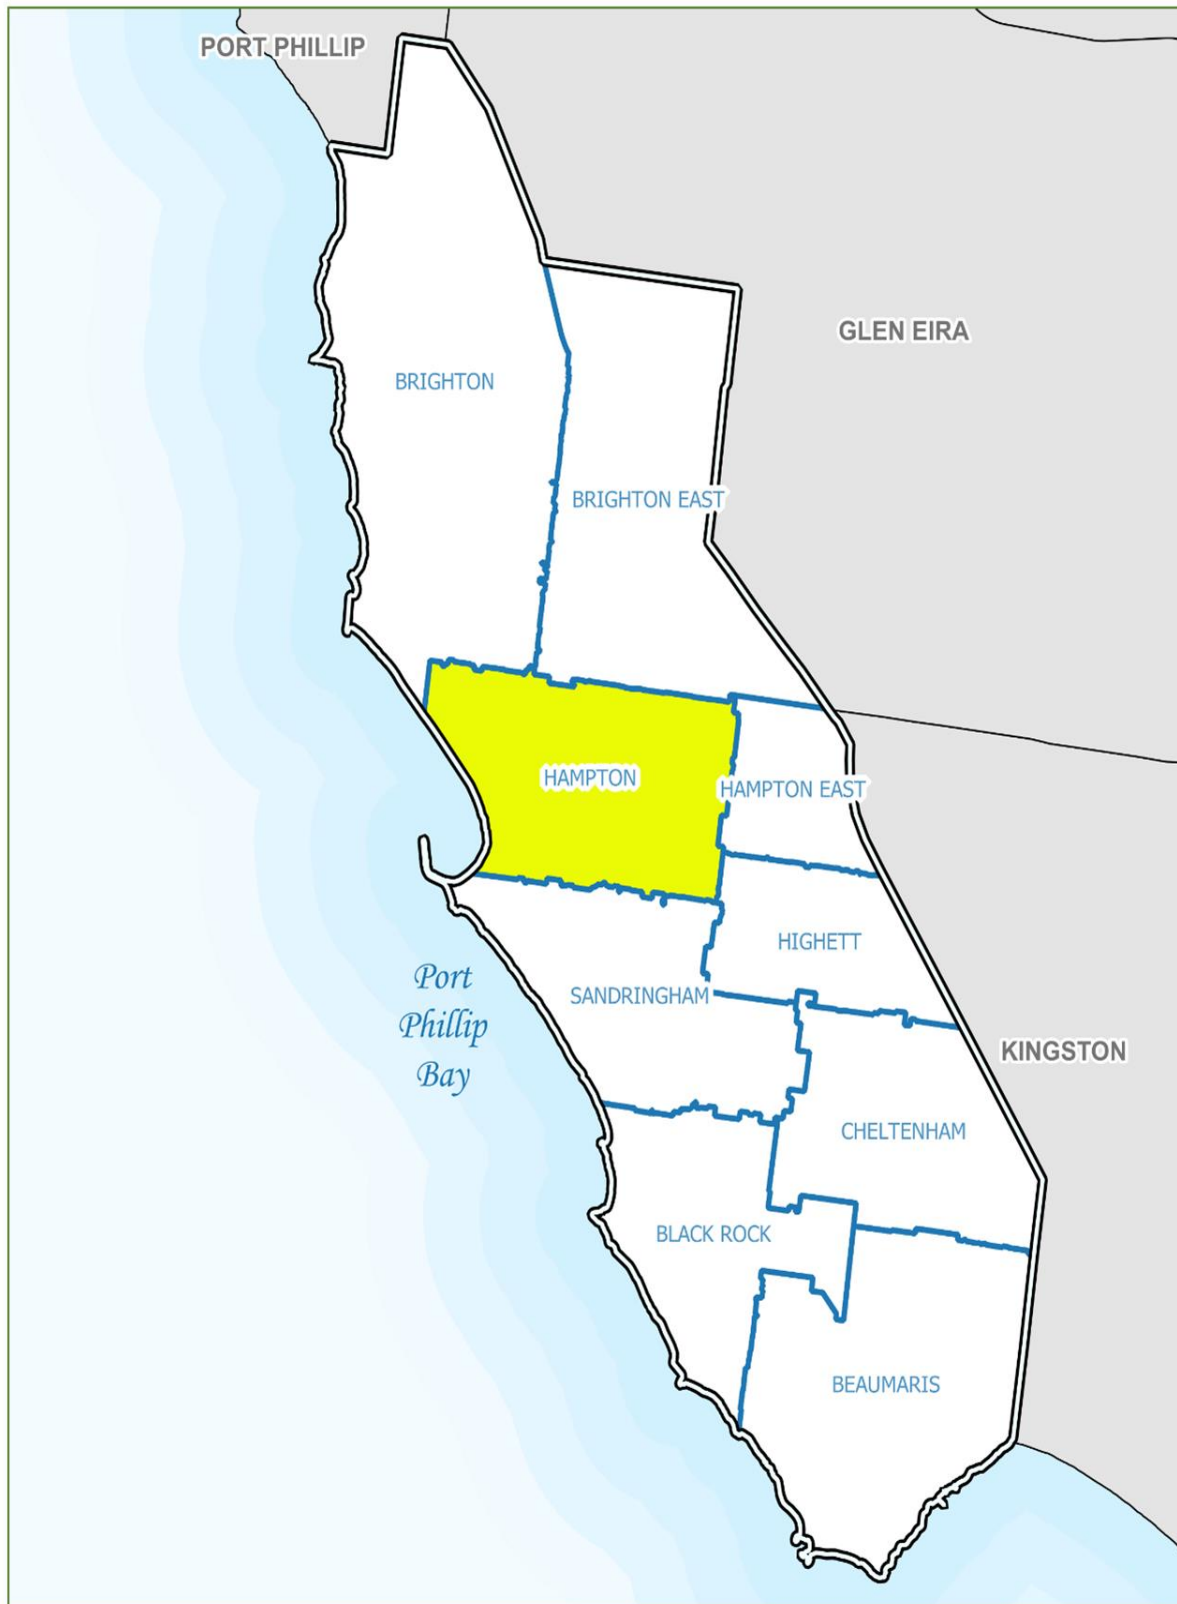 PORT PHILLIP
GLEN EIRA
BRIGHTON
BRIGHTON EAST
HAMPTON
HAMPTON EAST
HIGHETT
Port
Phillip
Bay
SANDRINGHAM
KINGSTON
CHELTENHAM
BLACK ROCK
BEAUMARIS